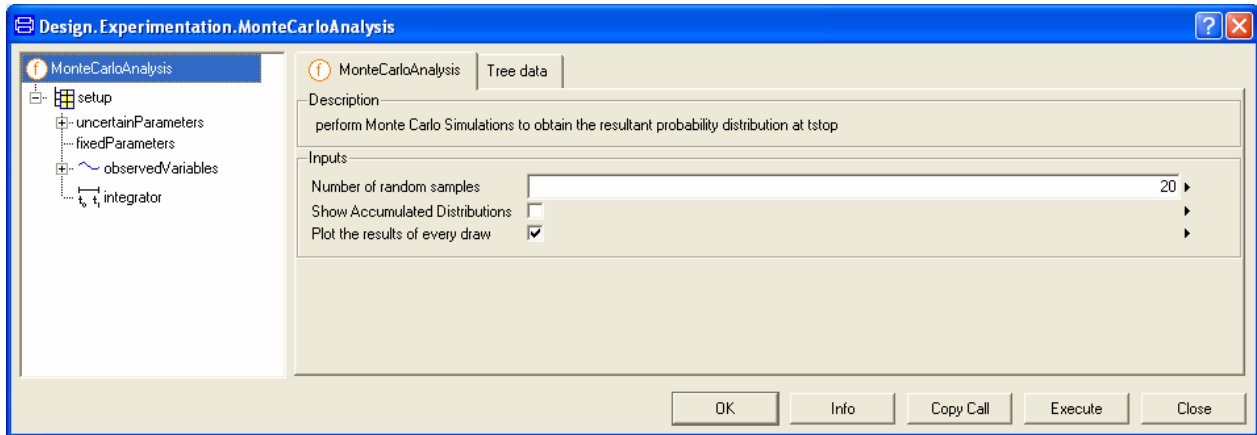 Design.Experimentation.MonteCarloAnalysis
MonteCarloAnalysis
setup
uncertainParameters
fixedParameters
observedVariables
t₀ t₁ integrator
f MonteCarloAnalysis Tree data
Description
perform Monte Carlo Simulations to obtain the resultant probability distribution at tstop
Inputs
Number of random samples 20
Show Accumulated Distributions
Plot the results of every draw
OK Info Copy Call Execute Close